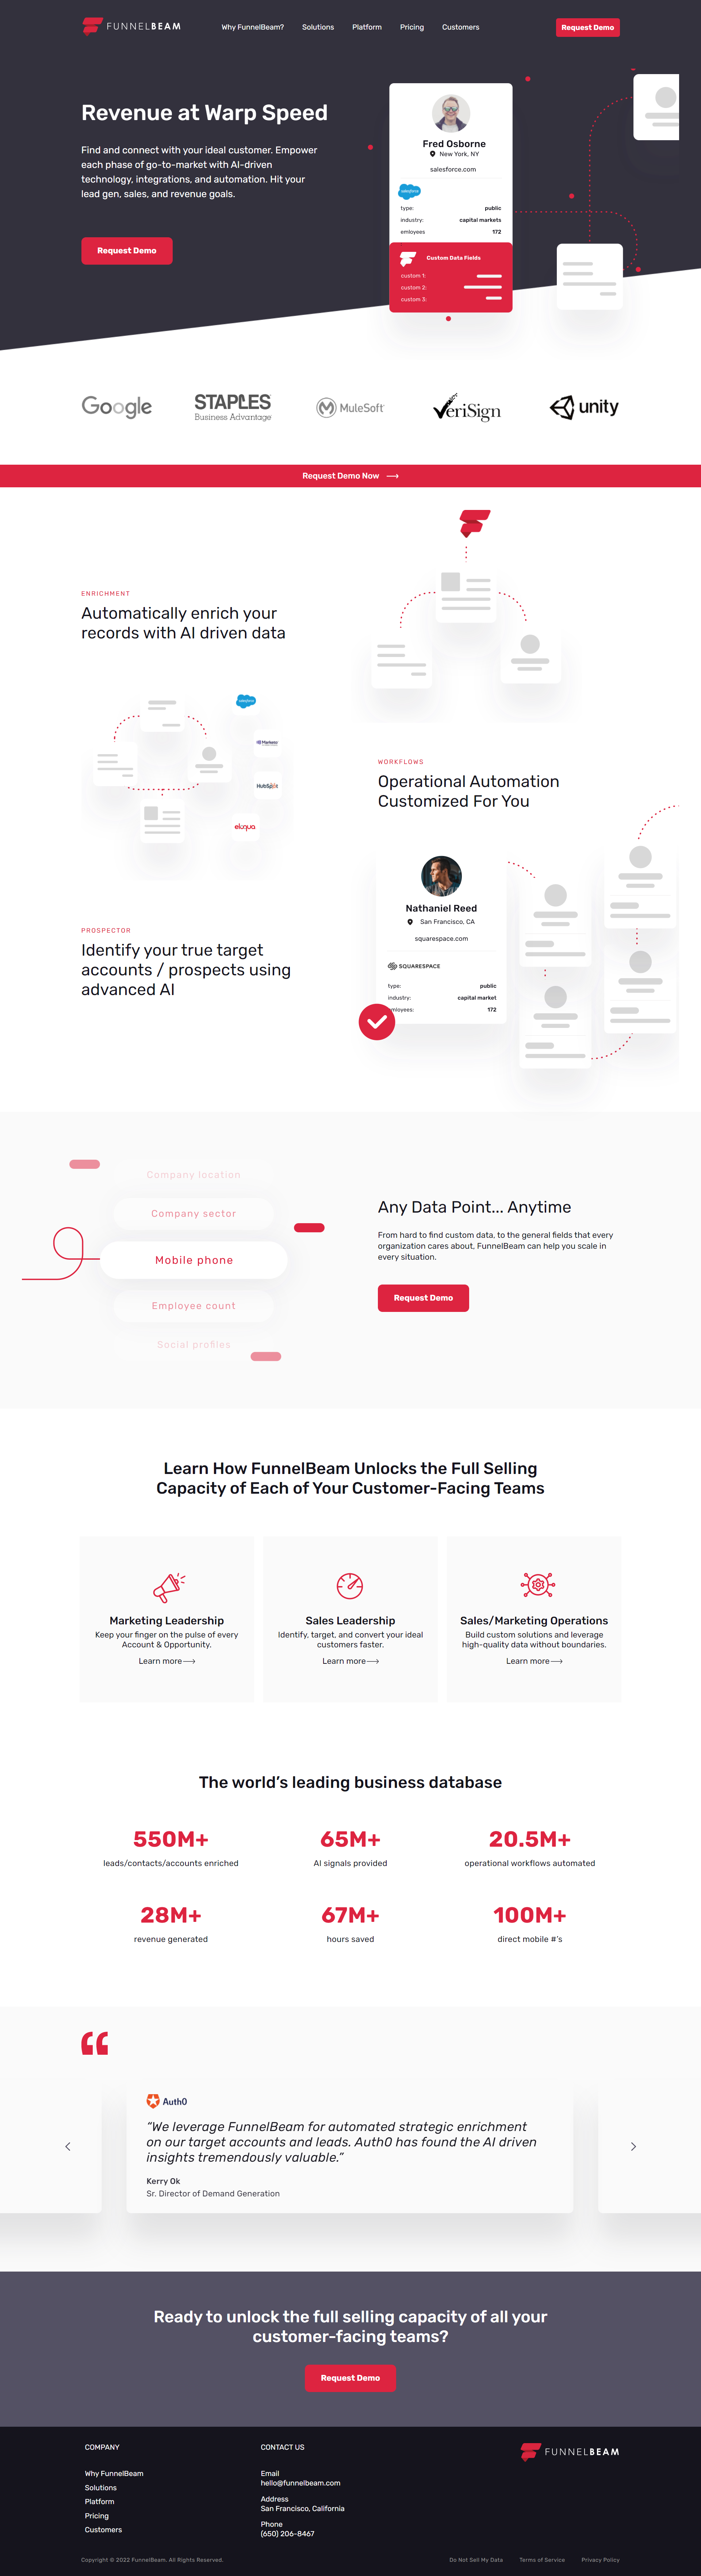 FUNNELBEAM
Why FunnelBeam?
Solutions
Platform
Pricing
Customers
Request Demo
Revenue at Warp Speed
Find and connect with your ideal customer. Empower
each phase of go-to-market with AI-driven
technology, integrations, and automation. Hit your
lead gen, sales, and revenue goals.
Request Demo
Fred Osborne
New York, NY
salesforce.com
salesforce
type: public
industry: capital markets
emloyees 172
Custom Data Fields
custom 1:
custom 2:
custom 3:
Google
STAPLES
Business Advantage
MuleSoft
VeriSign
unity
Request Demo Now
ENRICHMENT
Automatically enrich your
records with AI driven data
salesforce
Marketo
HubSpot
eloqua
WORKFLOWS
Operational Automation
Customized For You
PROSPECTOR
Identify your true target
accounts / prospects using
advanced AI
Nathaniel Reed
San Francisco, CA
squarespace.com
SQUARESPACE
type: public
industry: capital market
mloyees: 172
Company location
Company sector
Mobile phone
Employee count
Social profiles
Any Data Point... Anytime
From hard to find custom data, to the general fields that every
organization cares about, FunnelBeam can help you scale in
every situation.
Request Demo
Learn How FunnelBeam Unlocks the Full Selling
Capacity of Each of Your Customer-Facing Teams
Marketing Leadership
Keep your finger on the pulse of every
Account & Opportunity.
Learn more
Sales Leadership
Identify, target, and convert your ideal
customers faster.
Learn more
Sales/Marketing Operations
Build custom solutions and leverage
high-quality data without boundaries.
Learn more
The world's leading business database
550M+
leads/contacts/accounts enriched
65M+
AI signals provided
20.5M+
operational workflows automated
28M+
revenue generated
67M+
hours saved
100M+
direct mobile #'s
Auth0
“We leverage FunnelBeam for automated strategic enrichment
on our target accounts and leads. Auth0 has found the AI driven
insights tremendously valuable.”
Kerry Ok
Sr. Director of Demand Generation
Ready to unlock the full selling capacity of all your
customer-facing teams?
Request Demo
COMPANY
Why FunnelBeam
Solutions
Platform
Pricing
Customers
CONTACT US
Email
hello@funnelbeam.com
Address
San Francisco, California
Phone
(650) 206-8467
FUNNELBEAM
Copyright © 2022 FunnelBeam. All Rights Reserved.
Do Not Sell My Data
Terms of Service
Privacy Policy